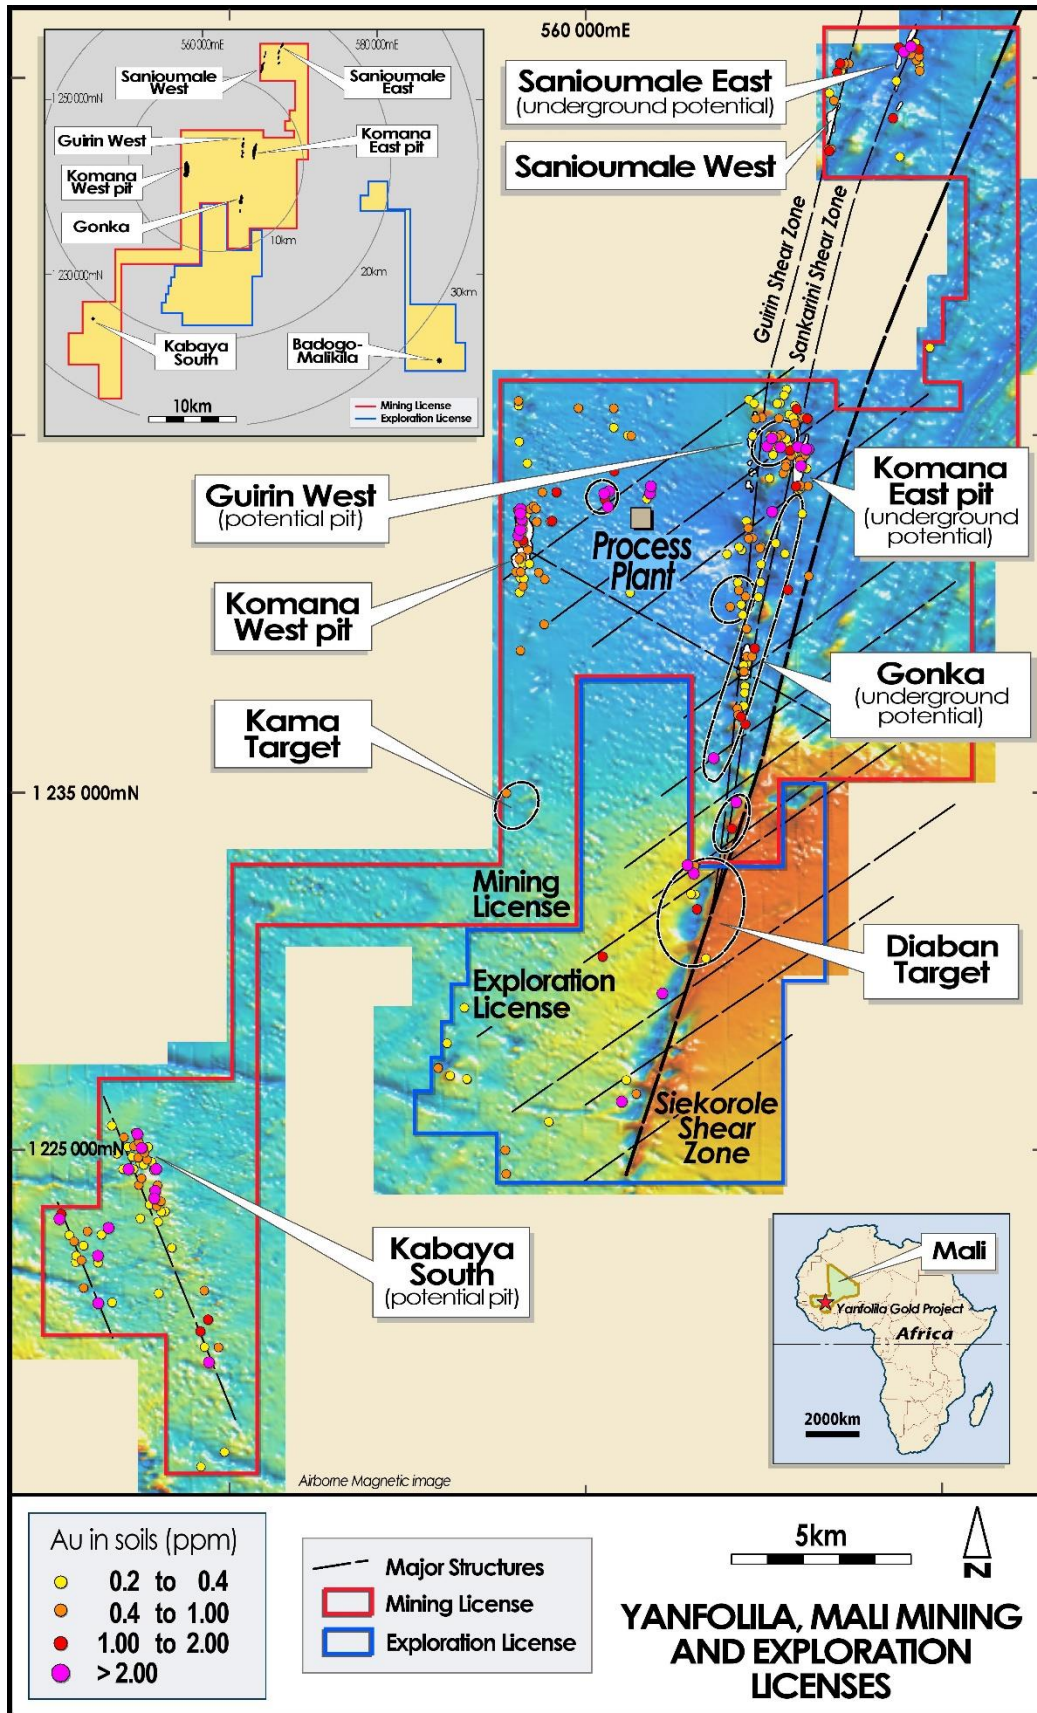 560 000mE
560 000mE
580 000mE
Sanioumale
West
Sanioumale
East
1 250 000mN
Guirin West
Komana
East pit
Komana
West pit
Gonka
10km
1 230 000mN
20km
30km
Kabaya
South
Badogo-
Malikila
10km
Mining License
Exploration License
Sanioumale East
(underground potential)
Sanioumale West
Guirin Shear Zone
Sankarini Shear Zone
Guirin West
(potential pit)
Komana
East pit
(underground
potential)
Process
Plant
Komana
West pit
Gonka
(underground
potential)
Kama
Target
1 235 000mN
Mining
License
Diaban
Target
Exploration
License
Siekorole
Shear
Zone
1 225 000mN
Kabaya
South
(potential pit)
Mali
Yanfolila Gold Project
Africa
2000km
Airborne Magnetic image
Au in soils (ppm)
0.2 to 0.4
0.4 to 1.00
1.00 to 2.00
> 2.00
Major Structures
Mining License
Exploration License
5km
N
YANFOLILA, MALI MINING
AND EXPLORATION
LICENSES